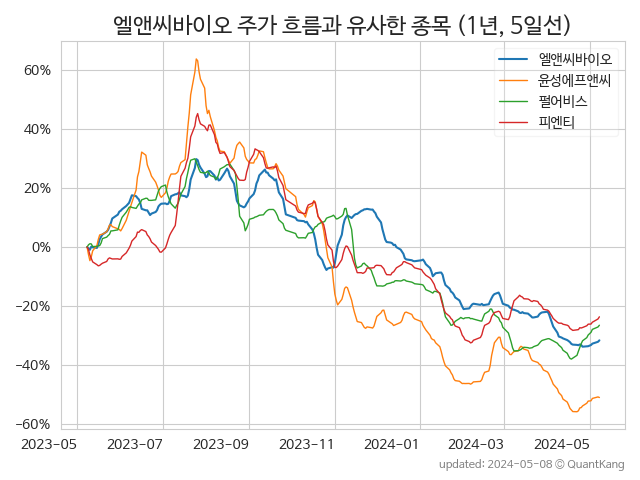 엘앤씨바이오 주가 흐름과 유사한 종목 (1년, 5일선)
엘앤씨바이오
윤성에프앤씨
펄어비스
피엔티
60%
40%
20%
0%
−20%
−40%
−60%
2023-05
2023-07
2023-09
2023-11
2024-01
2024-03
2024-05
updated: 2024-05-08 © QuantKang